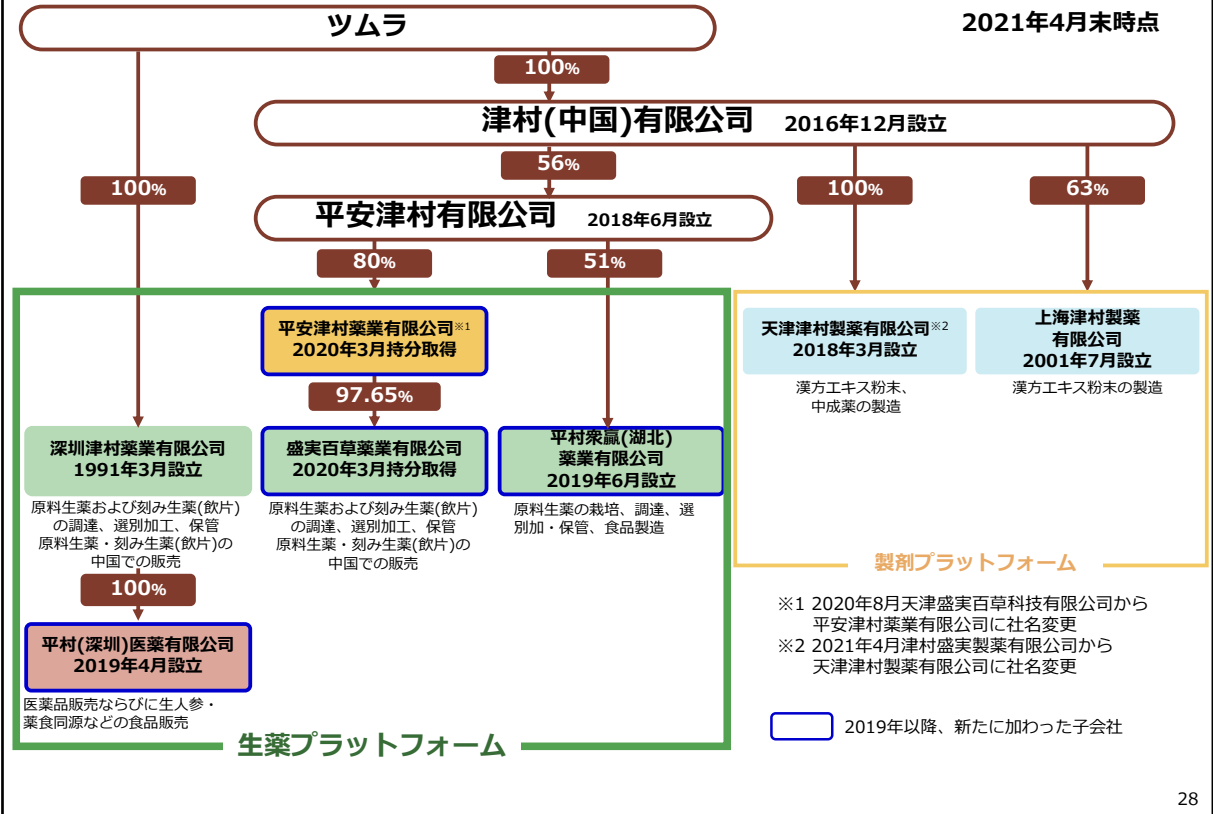 ツムラ
2021年4月末時点
100%
津村(中国)有限公司 2016年12月設立
56%
100%
100%
63%
平安津村有限公司 2018年6月設立
80%
51%
平安津村薬業有限公司※1
2020年3月持分取得
97.65%
天津津村製薬有限公司※2
2018年3月設立
漢方エキス粉末、
中成薬の製造
上海津村製薬
有限公司
2001年7月設立
漢方エキス粉末の製造
深圳津村薬業有限公司
1991年3月設立
原料生薬および刻み生薬(飲片)
の調達、選別加工、保管
原料生薬・刻み生薬(飲片)の
中国での販売
盛実百草薬業有限公司
2020年3月持分取得
原料生薬および刻み生薬(飲片)
の調達、選別加工、保管
原料生薬・刻み生薬(飲片)の
中国での販売
平村衆贏(湖北)
薬業有限公司
2019年6月設立
原料生薬の栽培、調達、選
別加・保管、食品製造
100%
平村(深圳)医薬有限公司
2019年4月設立
医薬品販売ならびに生人参・
薬食同源などの食品販売
生薬プラットフォーム
製剤プラットフォーム
※1 2020年8月天津盛実百草科技有限公司から
平安津村薬業有限公司に社名変更
※2 2021年4月津村盛実製薬有限公司から
天津津村製薬有限公司に社名変更
2019年以降、新たに加わった子会社
28